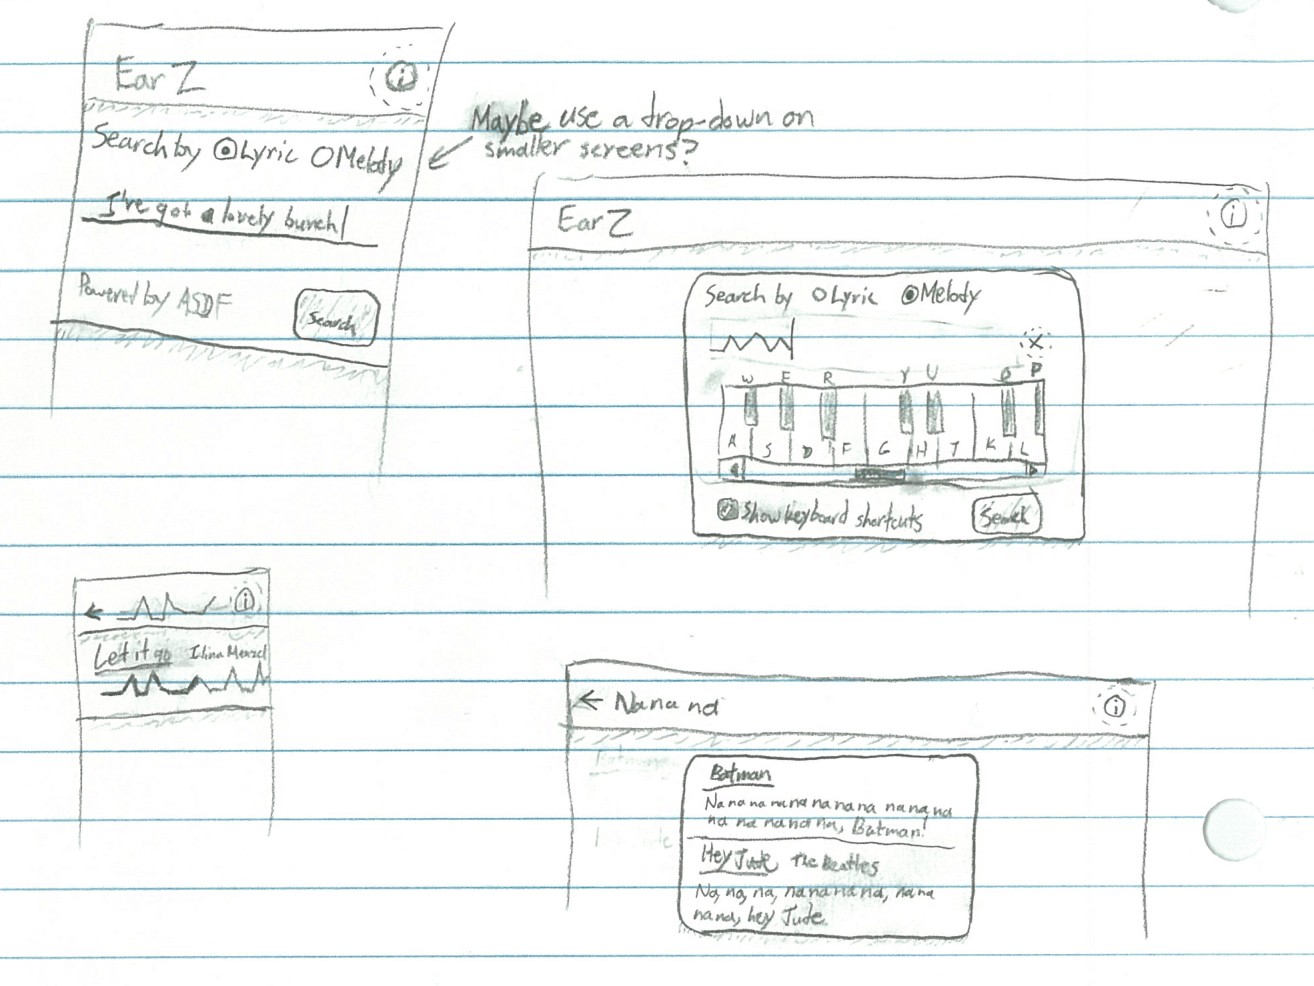 EarZ
i
Search by Lyric Melody
Maybe use a drop-down on
smaller screens?
I've got a lovely bunch
Powered by ASDF
Search
EarZ
i
Search by Lyric Melody
X
W E R Y U O P
A S D F G H J K L
Show keyboard shortcuts
Search
i
Let it go Idina Menzel
Na na na
i
Batman
Na na na na na na na na na na na
na na na na na, Batman!
Hey Jude The Beatles
Na, na, na, na na na na, na na
na na, hey Jude